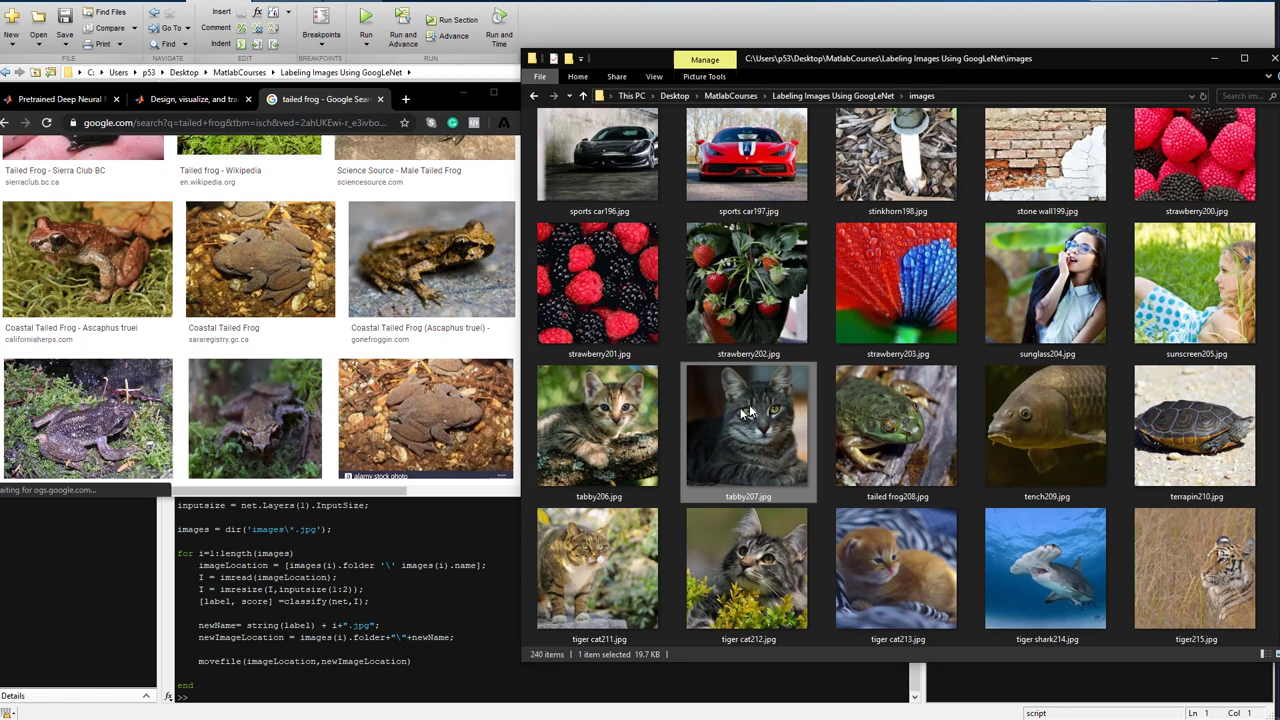 Insert
Find Files
Compare
Print
Go To
Find
Comment
Indent
New
Open
Save
Breakpoints
Run
Run and Advance
Run Section
Advance
Run and Time
FILE
NAVIGATE
EDIT
BREAKPOINTS
RUN
C: Users p53 Desktop MatlabCourses Labeling Images Using GoogLeNet
Pretrained Deep Neural
Design, visualize, and tra
tailed frog - Google Sear
google.com/search?q=tailed+frog&tbm=isch&ved=2ahUKEwi-r_e3ivbo...
Tailed Frog - Sierra Club BC
sierraclub.bc.ca
Tailed frog - Wikipedia
en.wikipedia.org
Science Source - Male Tailed Frog
sciencesource.com
Coastal Tailed Frog - Ascaphus truei
californiaherps.com
Coastal Tailed Frog
sararegistry.gc.ca
Coastal Tailed Frog (Ascaphus truei) -
gonefroggin.com
alamy stock photo
aiting for ogs.google.com...
inputsize = net.Layers(1).InputSize;
images = dir('images\*.jpg');
for i=1:length(images)
imageLocation = [images(i).folder '\' images(i).name];
I = imread(imageLocation);
I = imresize(I,inputsize(1:2));
[label, score] =classify(net,I);
newName= string(label) + i+".jpg";
newImageLocation = images(i).folder+"\"+newName;
movefile(imageLocation,newImageLocation)
end
>>
Details
fx
Manage
C:\Users\p53\Desktop\MatlabCourses\Labeling Images Using GoogLeNet\images
File Home Share View Picture Tools
This PC Desktop MatlabCourses Labeling Images Using GoogLeNet images
Search im...
sports car196.jpg
sports car197.jpg
stinkhorn198.jpg
stone wall199.jpg
strawberry200.jpg
strawberry201.jpg
strawberry202.jpg
strawberry203.jpg
sunglass204.jpg
sunscreen205.jpg
tabby206.jpg
tabby207.jpg
tailed frog208.jpg
tench209.jpg
terrapin210.jpg
tiger cat211.jpg
tiger cat212.jpg
tiger cat213.jpg
tiger shark214.jpg
tiger215.jpg
240 items
1 item selected 19.7 KB
script
Ln 1 Col 1